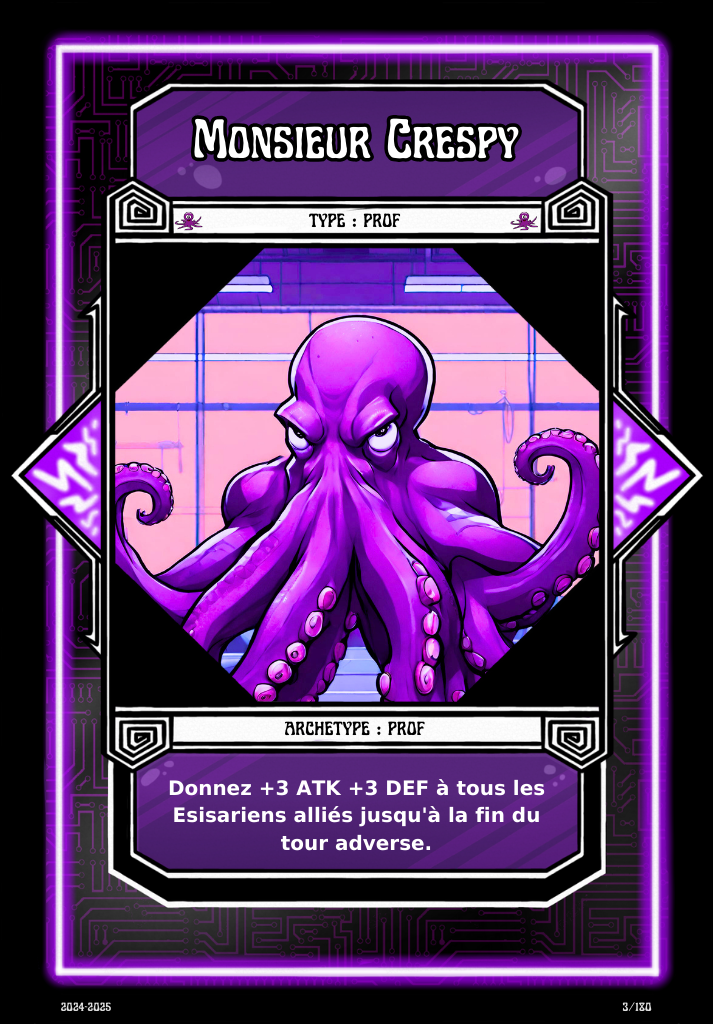 Monsieur Crespy
TYPE : PROF
ARCHETYPE : PROF
Donnez +3 ATK +3 DEF à tous les
Esisariens alliés jusqu'à la fin du
tour adverse.
2024-2025
3/180